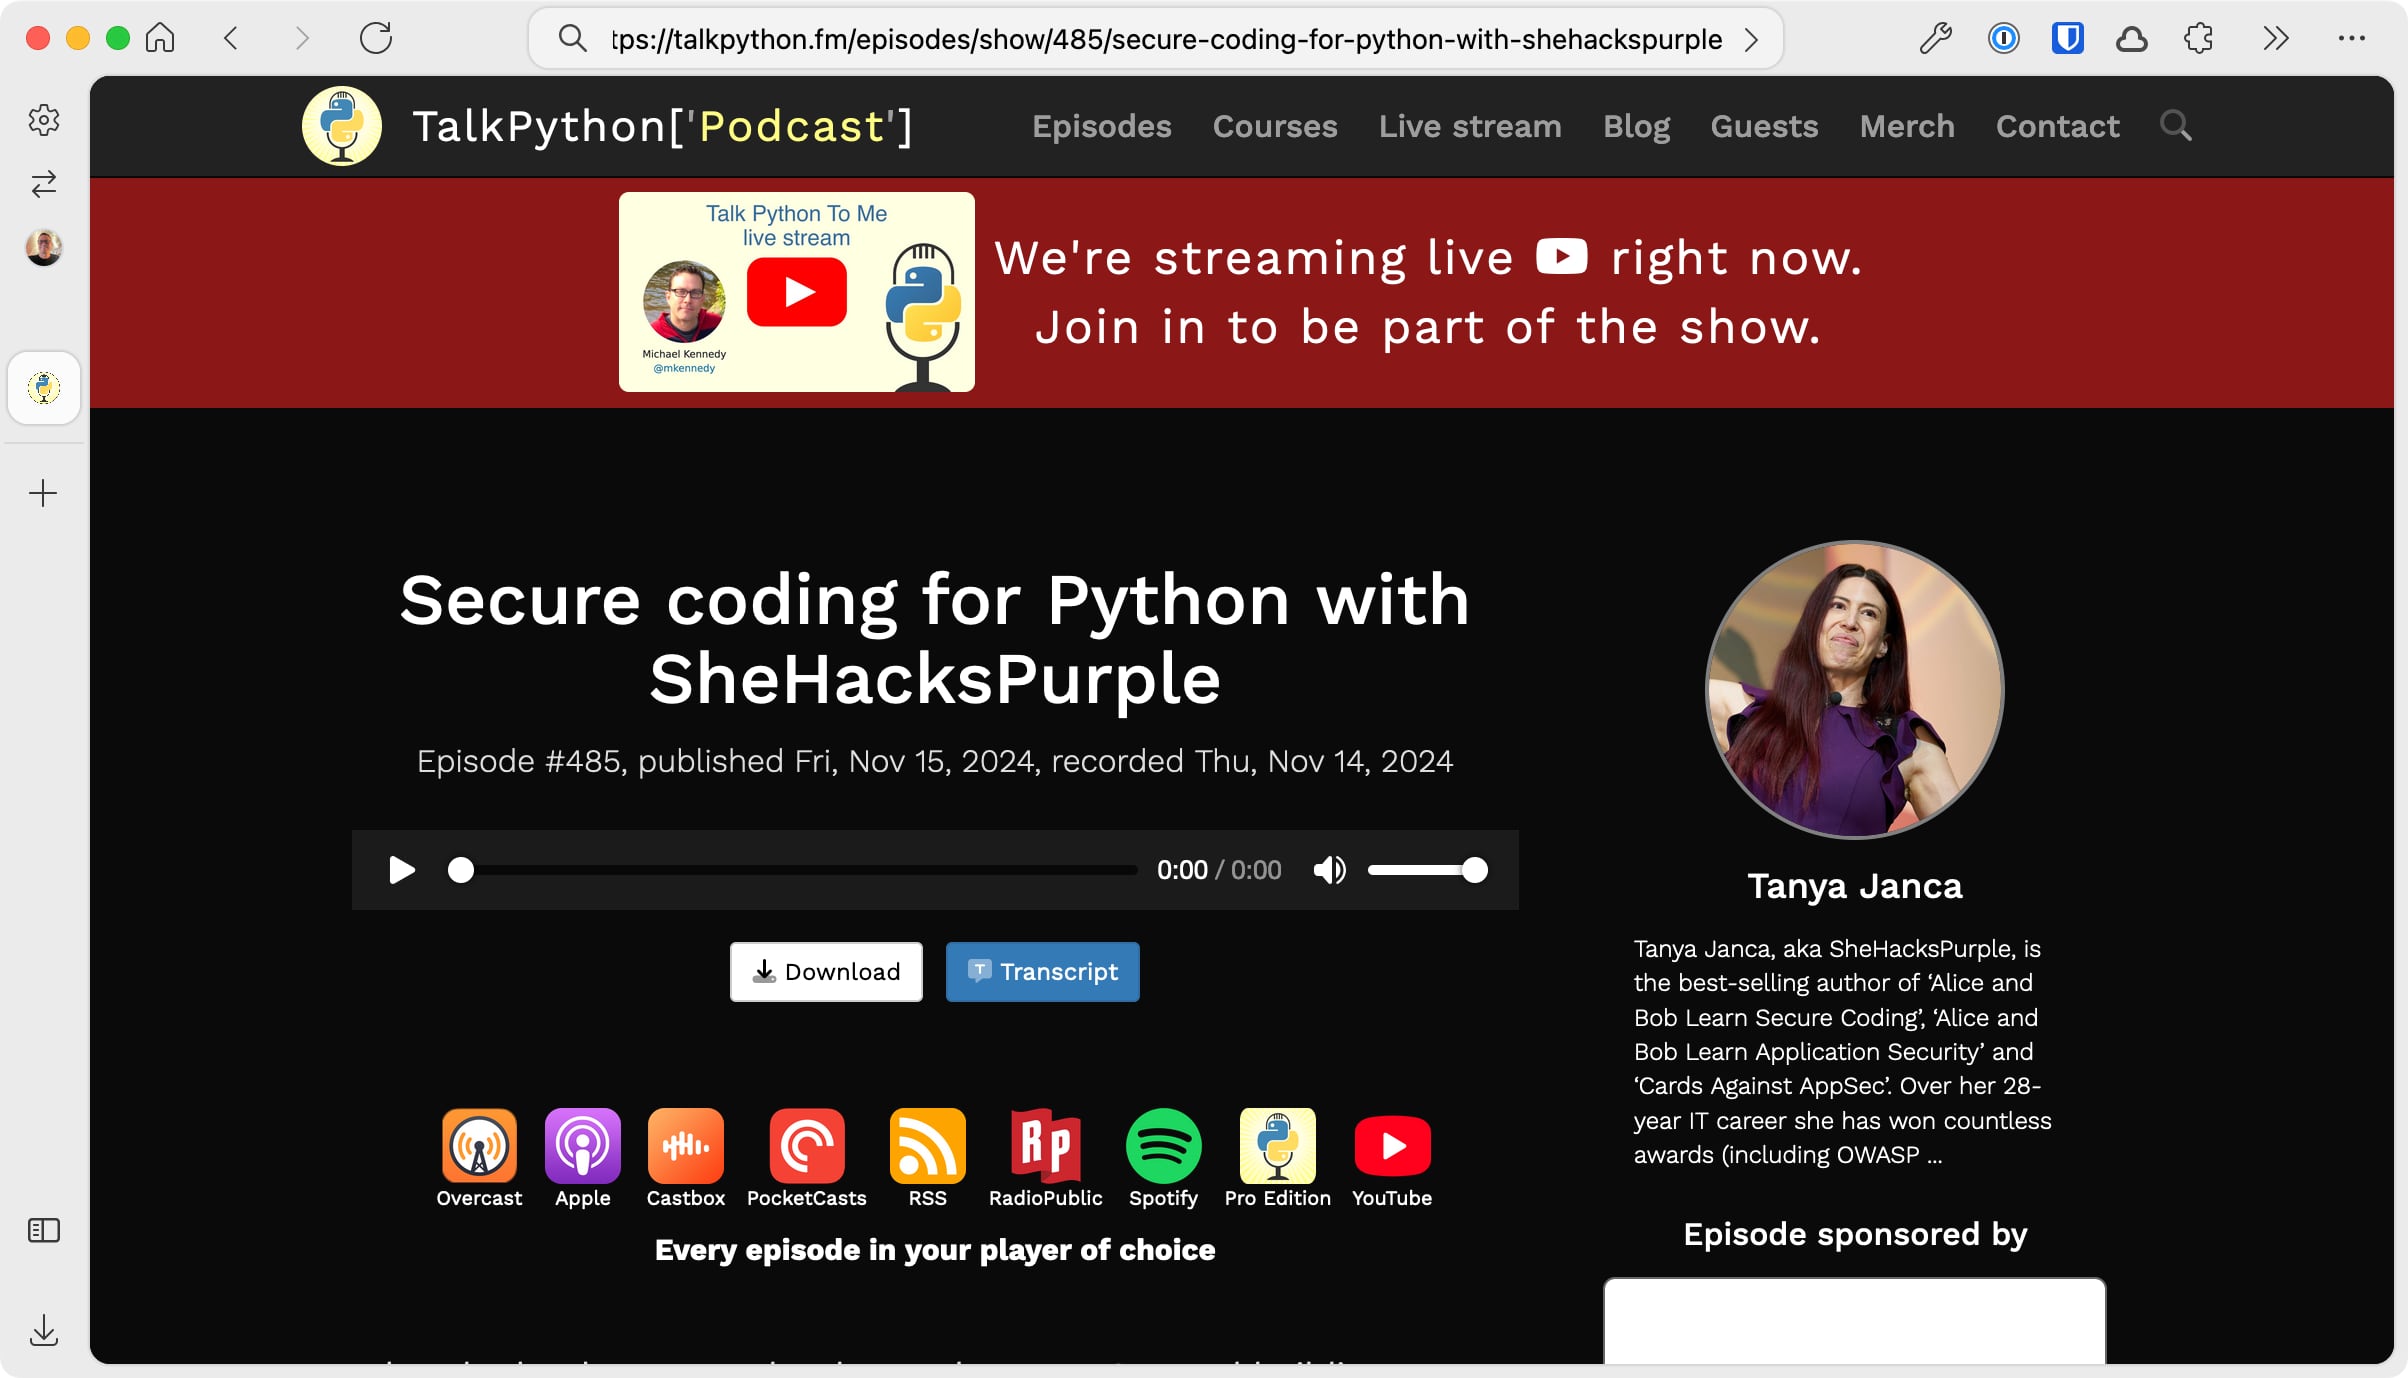 tps://talkpython.fm/episodes/show/485/secure-coding-for-python-with-shehackspurple
TalkPython['Podcast']
Episodes Courses Live stream Blog Guests Merch Contact
Talk Python To Me
live stream
Michael Kennedy
@mkennedy
We're streaming live right now.
Join in to be part of the show.
Secure coding for Python with
SheHacksPurple
Episode #485, published Fri, Nov 15, 2024, recorded Thu, Nov 14, 2024
0:00 / 0:00
Download
Transcript
RP
Overcast Apple Castbox PocketCasts RSS RadioPublic Spotify Pro Edition YouTube
Every episode in your player of choice
Tanya Janca
Tanya Janca, aka SheHacksPurple, is
the best-selling author of ‘Alice and
Bob Learn Secure Coding’, ‘Alice and
Bob Learn Application Security’ and
‘Cards Against AppSec’. Over her 28-
year IT career she has won countless
awards (including OWASP ...
Episode sponsored by